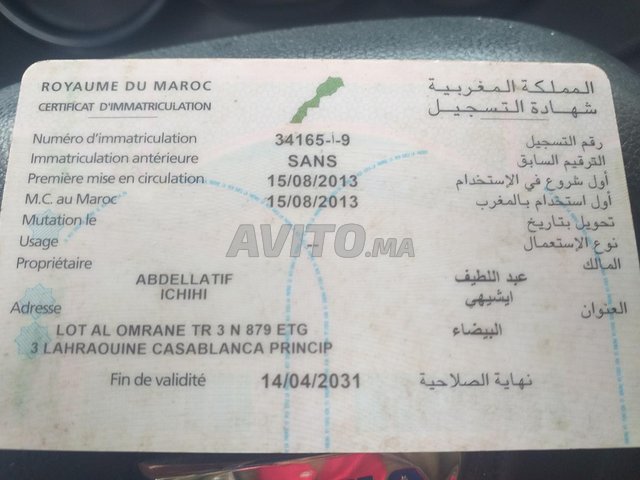 ROYAUME DU MAROC المملكة المغربية
CERTIFICAT D'IMMATRICULATION شهادة التسجيل
Numéro d'immatriculation 34165-أ-9 رقم التسجيل
Immatriculation antérieure SANS الترقيم السابق
Première mise en circulation 15/08/2013 أول شروع في الإستخدام
M.C. au Maroc 15/08/2013 أول استخدام بالمغرب
Mutation le تحويل بتاريخ
Usage -- نوع الإستعمال
AVITO.MA
Propriétaire المالك
ABDELLATIF عبد اللطيف
ICHIHI ايشيهي
Adresse العنوان
LOT AL OMRANE TR 3 N 879 ETG البيضاء
3 LAHRAOUINE CASABLANCA PRINCIP
Fin de validité 14/04/2031 نهاية الصلاحية